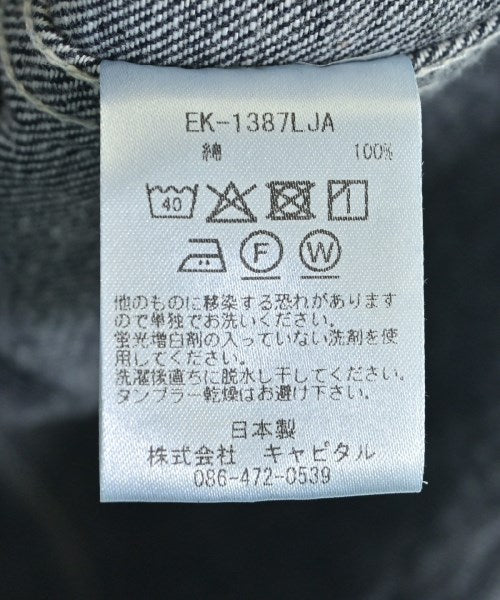 EK-1387LJA
綿 100%
40
F W
他のものに移染する恐れがあります
ので単独でお洗いください。
蛍光増白剤の入っていない洗剤を使
用してください。
洗濯後直ちに脱水し干してください。
タンブラー乾燥はお避け下さい。
日本製
株式会社 キャピタル
086-472-0539